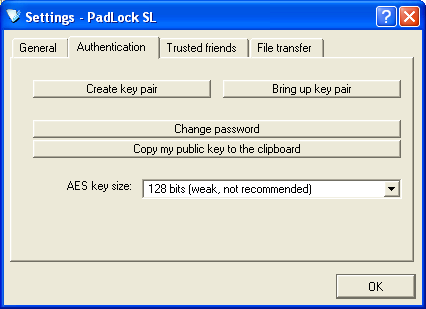 Settings - PadLock SL
General Authentication Trusted friends File transfer
Create key pair Bring up key pair
Change password
Copy my public key to the clipboard
AES key size: 128 bits (weak, not recommended)
OK